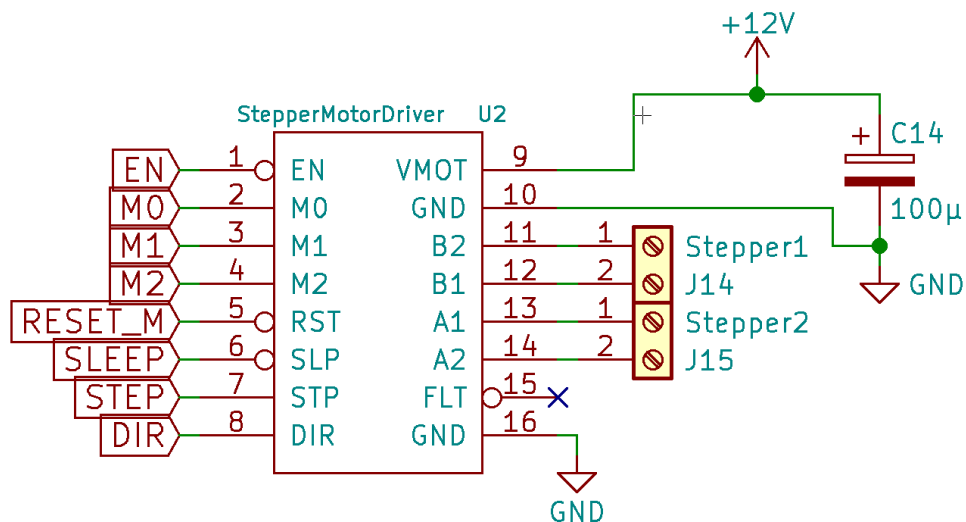 +12V
StepperMotorDriver U2
C14
100µ
EN 1 EN VMOT 9
M0 2 M0 GND 10
M1 3 M1 B2 11 1 Stepper1
M2 4 M2 B1 12 2 J14
RESET_M 5 RST A1 13 1 Stepper2
SLEEP 6 SLP A2 14 2 J15
STEP 7 STP FLT 15
DIR 8 DIR GND 16
GND
GND